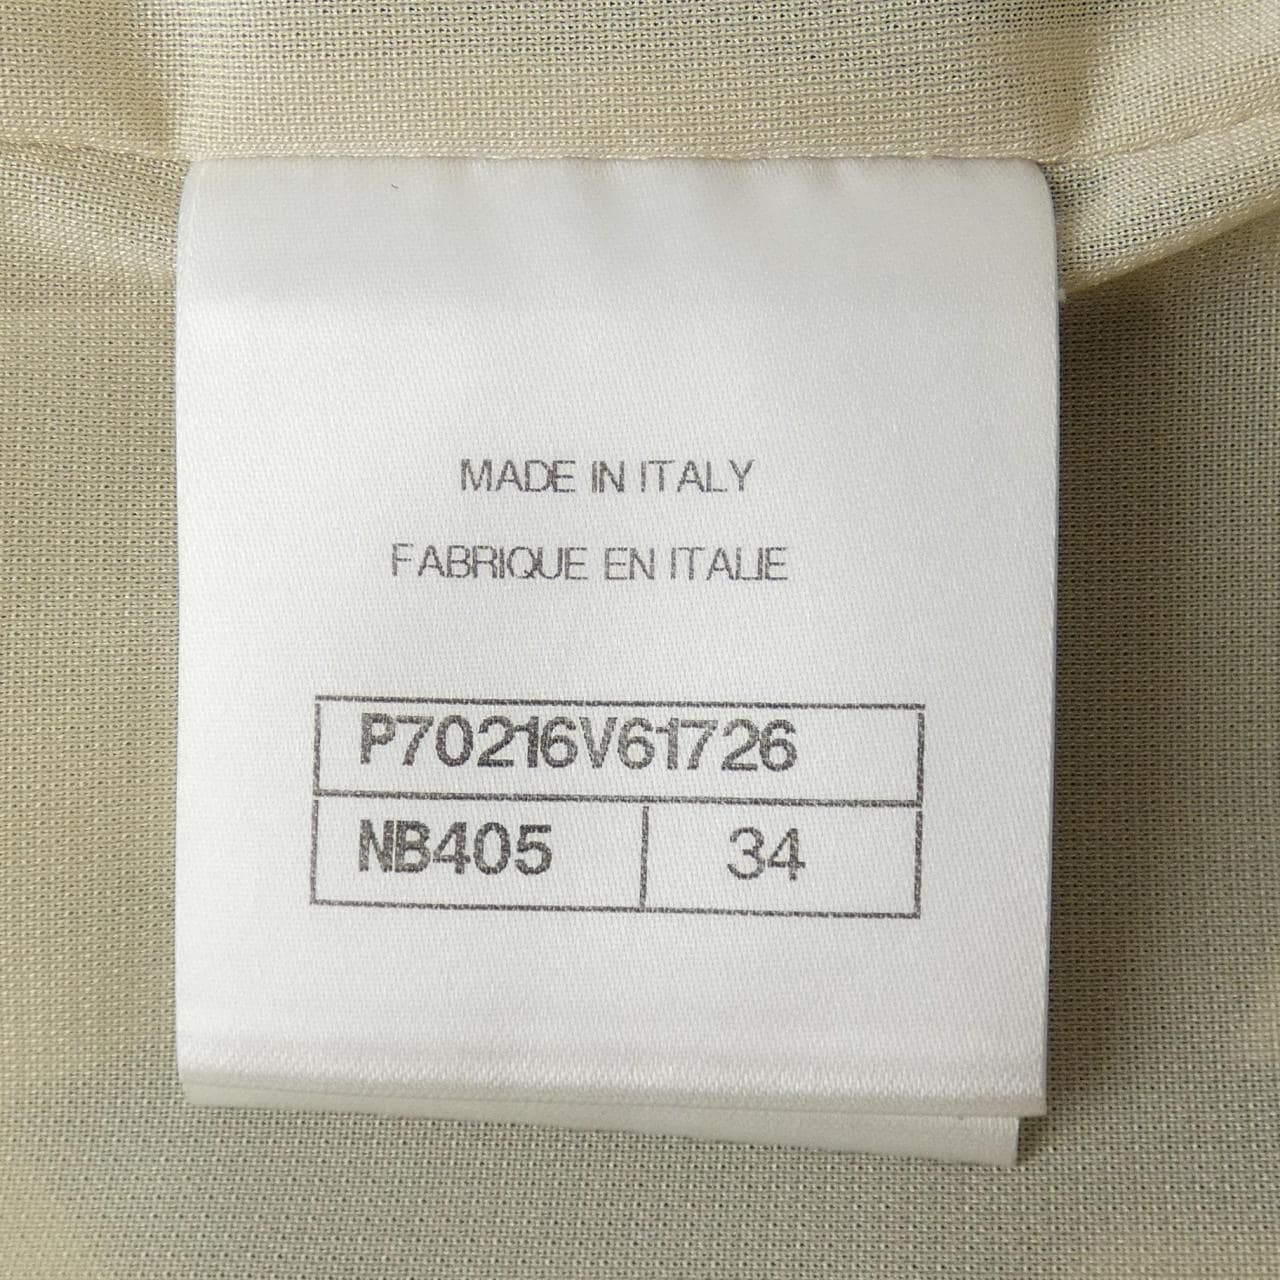 MADE IN ITALY
FABRIQUE EN ITALIE
P70216V61726
NB405 34